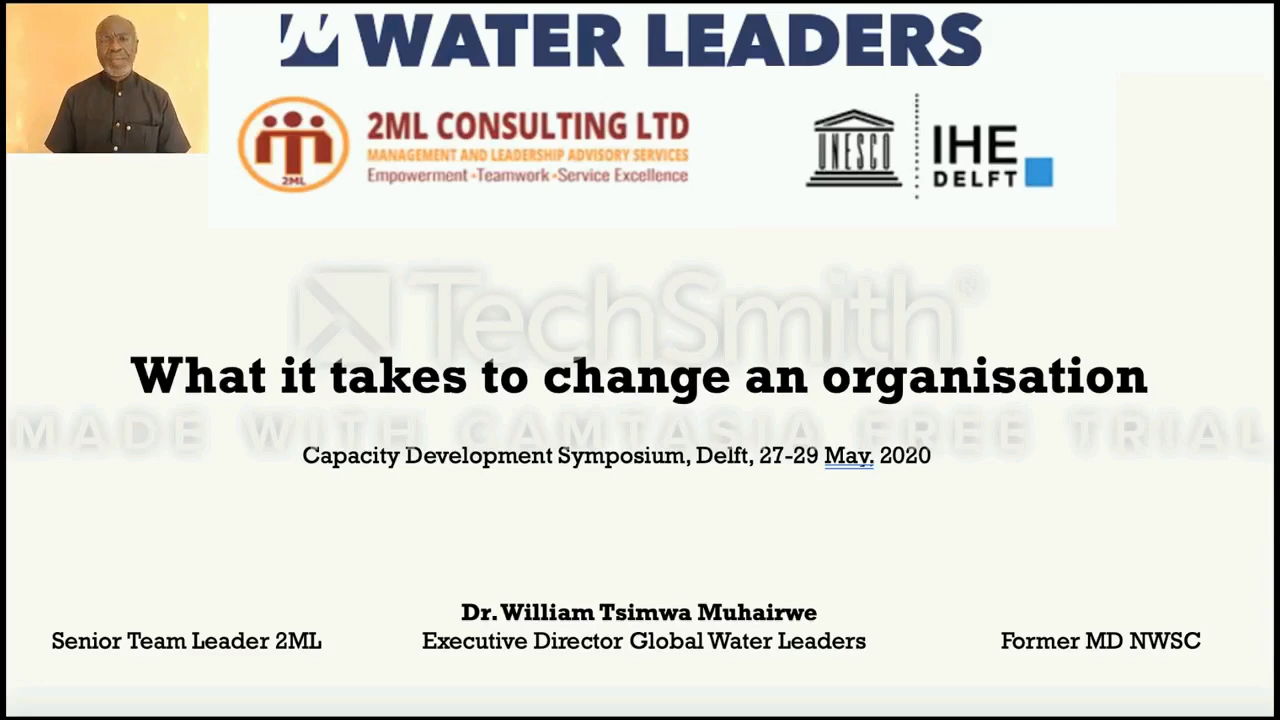 WATER LEADERS
2ML CONSULTING LTD
MANAGEMENT AND LEADERSHIP ADVISORY SERVICES
Empowerment -Teamwork -Service Excellence
2ML
UNESCO
IHE
DELFT
TechSmith®
What it takes to change an organisation
MADE WITH CAMTASIA FREE TRIAL
Capacity Development Symposium, Delft, 27-29 May. 2020
Dr. William Tsimwa Muhairwe
Senior Team Leader 2ML Executive Director Global Water Leaders Former MD NWSC